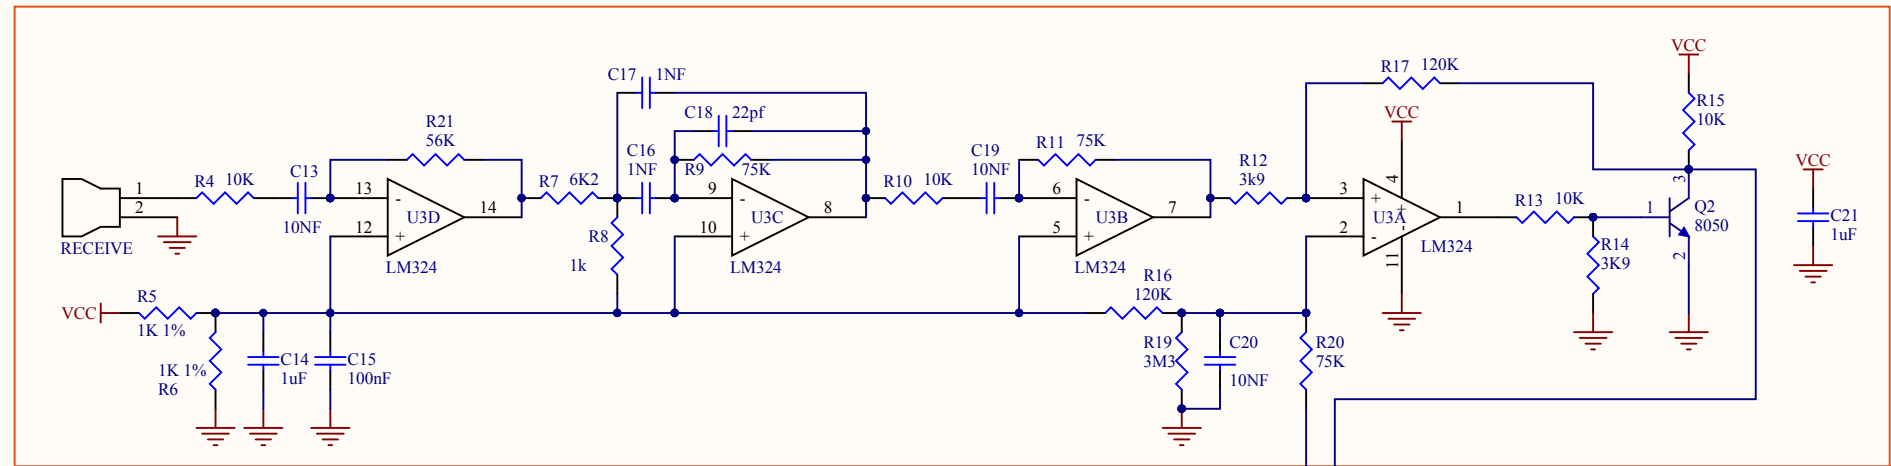 VCC
C17 1NF
R17 120K
C18 22pf
VCC
R15
10K
R21
56K
C16
1NF
R9
75K
C19
10NF
R11 75K
R12
3k9
VCC
C13
10NF
R4 10K
R7 6K2
R10 10K
1
2
RECEIVE
13
-
12
+
U3D
14
LM324
R8
1k
9
-
10
+
U3C
8
LM324
6
-
5
+
U3B
7
LM324
3
+
2
-
4
+
U3A
-
11
1
LM324
R13 10K
R14
3K9
1
3
2
Q2
8050
C21
1uF
VCC
R5
1K 1%
1K 1%
R6
C14
1uF
C15
100nF
R16
120K
R19
3M3
C20
10NF
R20
75K